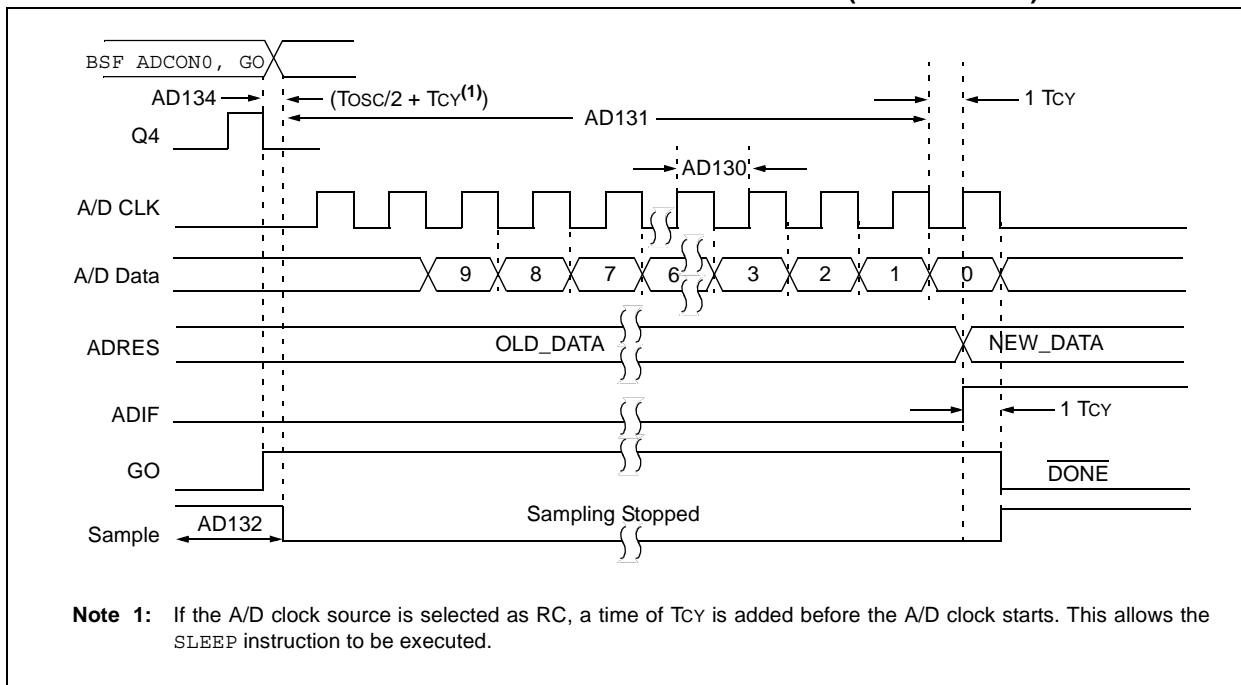 BSF ADCON0, GO
AD134
(TOSC/2 + TCY(1))
1 TCY
AD131
Q4
AD130
A/D CLK
A/D Data
9
8
7
6
3
2
1
0
ADRES
OLD_DATA
NEW_DATA
ADIF
1 TCY
GO
DONE
Sample
AD132
Sampling Stopped
Note 1: If the A/D clock source is selected as RC, a time of TCY is added before the A/D clock starts. This allows the
SLEEP instruction to be executed.